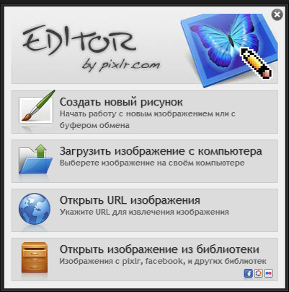 EDITOR
by pixlr.com
Создать новый рисунок
Начать работу с новым изображением или с
буфером обмена
Загрузить изображение с компьютера
Выберете изображение на своём компьютере
Открыть URL изображения
Укажите URL для извлечения изображения
Открыть изображение из библиотеки
Изображения с pixlr, facebook, и других библиотек